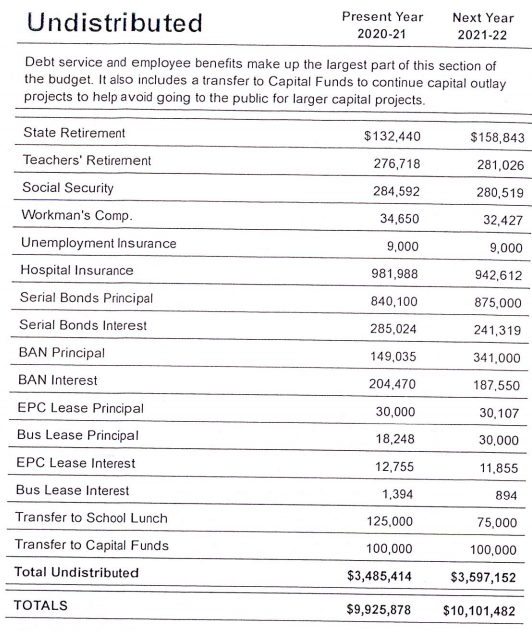 Undistributed Present Year Next Year
2020-21 2021-22
Debt service and employee benefits make up the largest part of this section of
the budget. It also includes a transfer to Capital Funds to continue capital outlay
projects to help avoid going to the public for larger capital projects.
State Retirement $132,440 $158,843
Teachers' Retirement 276,718 281,026
Social Security 284,592 280,519
Workman's Comp. 34,650 32,427
Unemployment Insurance 9,000 9,000
Hospital Insurance 981,988 942,612
Serial Bonds Principal 840,100 875,000
Serial Bonds Interest 285,024 241,319
BAN Principal 149,035 341,000
BAN Interest 204,470 187,550
EPC Lease Principal 30,000 30,107
Bus Lease Principal 18,248 30,000
EPC Lease Interest 12,755 11,855
Bus Lease Interest 1,394 894
Transfer to School Lunch 125,000 75,000
Transfer to Capital Funds 100,000 100,000
Total Undistributed $3,485,414 $3,597,152
TOTALS $9,925,878 $10,101,482